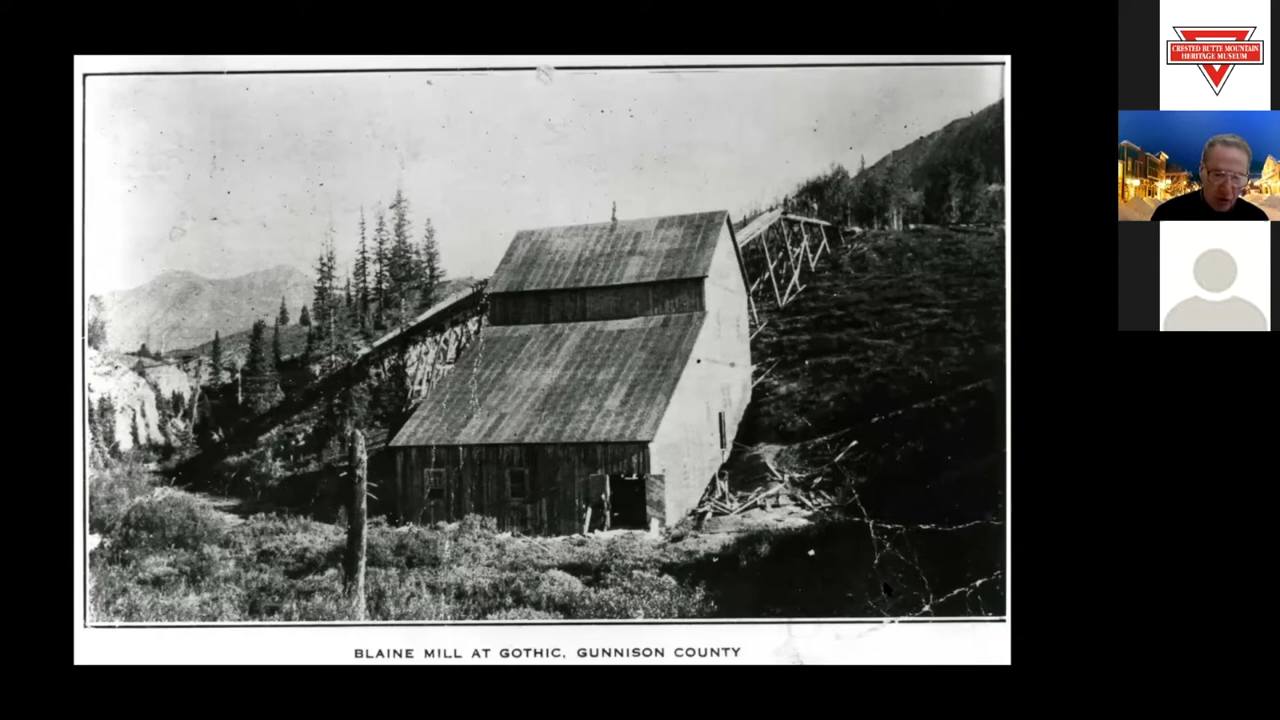 CRESTED BUTTE MOUNTAIN
HERITAGE MUSEUM
BLAINE MILL AT GOTHIC, GUNNISON COUNTY